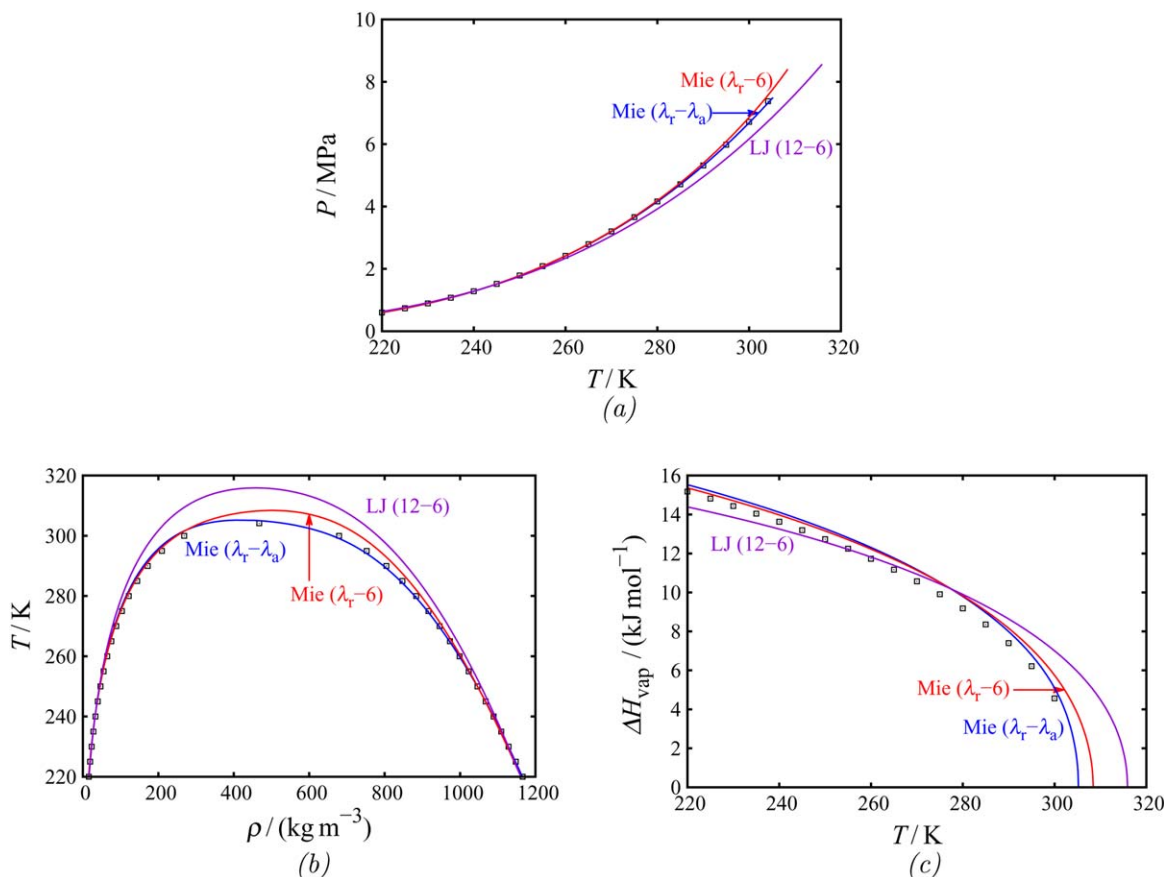 10
8
6
4
2
0
P / MPa
Mie (λr−6)
Mie (λr−λa)
LJ (12−6)
220 240 260 280 300 320
T / K
(a)
320
300
280
260
240
220
T / K
LJ (12−6)
Mie (λr−λa)
Mie (λr−6)
0 200 400 600 800 1000 1200
ρ / (kg m−3)
(b)
16
14
12
10
8
6
4
2
0
ΔHvap / (kJ mol−1)
LJ (12−6)
Mie (λr−6)
Mie (λr−λa)
220 240 260 280 300 320
T / K
(c)